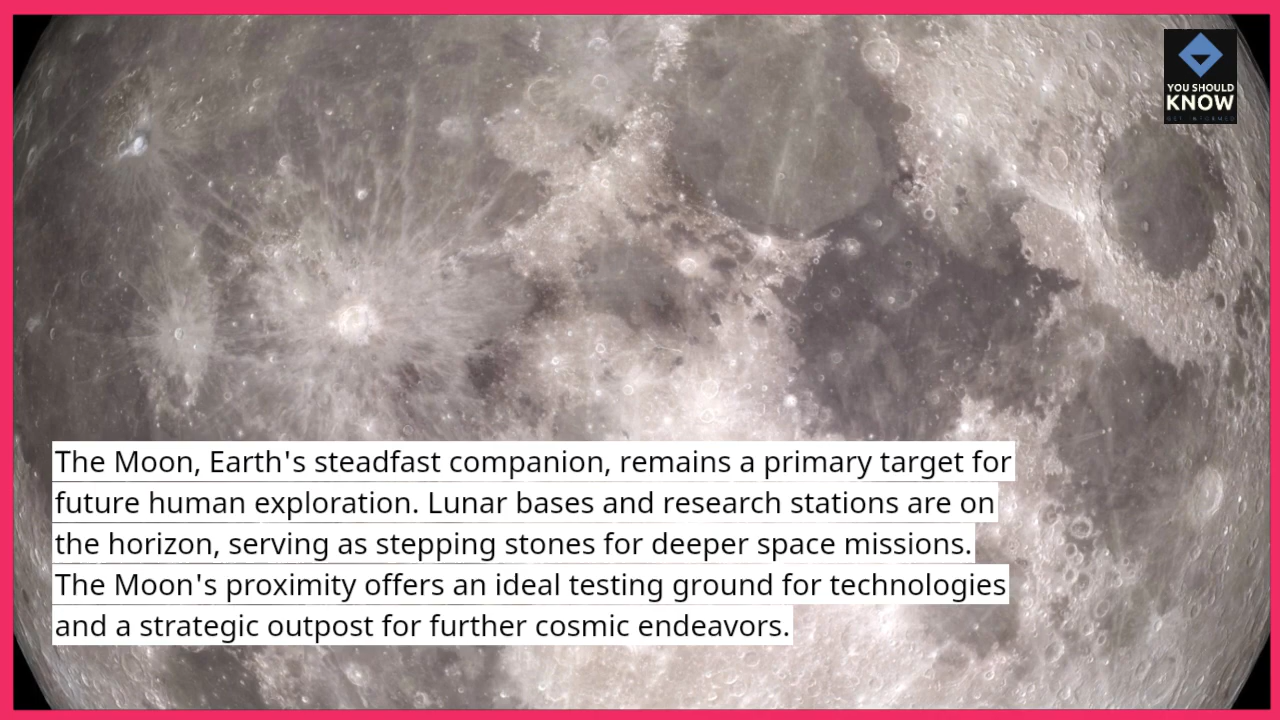 YOU SHOULD
KNOW
GET INFORMED
The Moon, Earth's steadfast companion, remains a primary target for
future human exploration. Lunar bases and research stations are on
the horizon, serving as stepping stones for deeper space missions.
The Moon's proximity offers an ideal testing ground for technologies
and a strategic outpost for further cosmic endeavors.